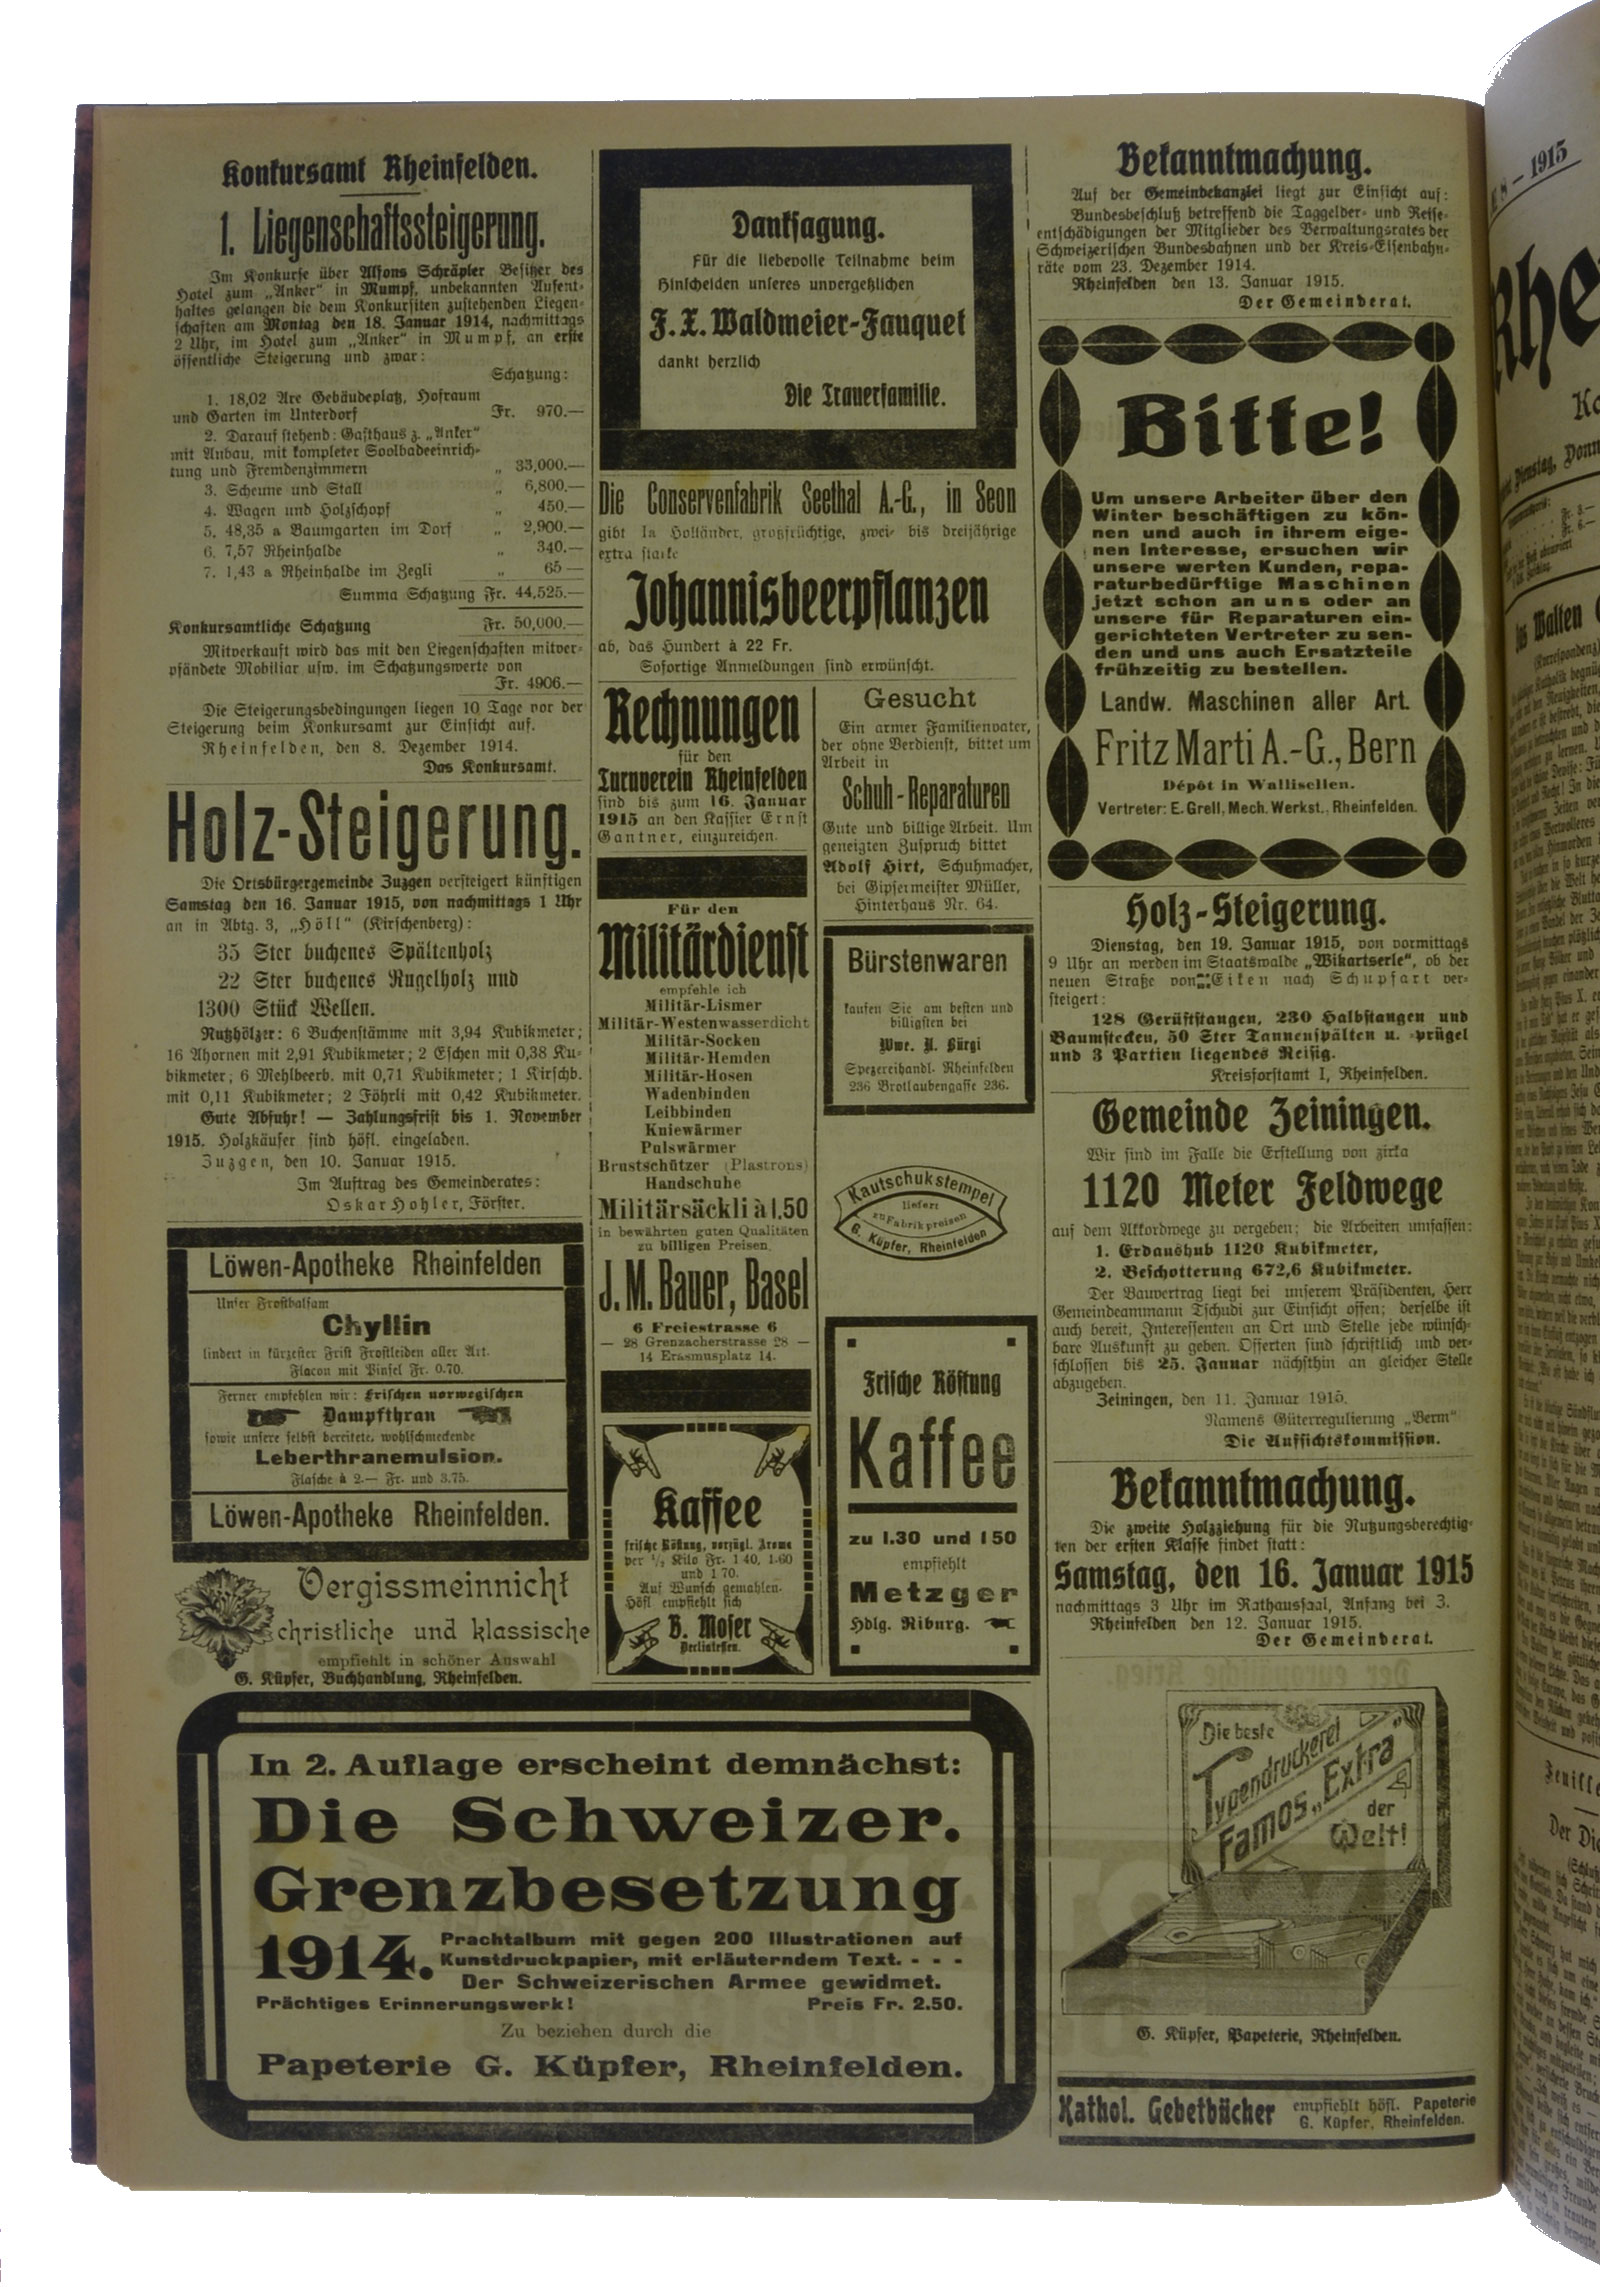 Konkursamt Rheinfelden.
1. Liegenschaftssteigerung.
Im Konkurse über Alfons Schräpler Besitzer des
Hotel zum „Anker" in Mumpf, unbekannten Aufent-
haltes gelangen die dem Konkursiten zustehenden Liegen-
schaften am Montag den 18. Januar 1914, nachmittags
2 Uhr, im Hotel zum „Anker" in Mumpf, an erste
öffentliche Steigerung und zwar:
Schatzung:
1. 18,02 Are Gebäudeplatz, Hofraum
und Garten im Unterdorf Fr. 970.—
2. Darauf stehend: Gasthaus z. „Anker"
mit Anbau, mit kompleter Soolbadeeinrich-
tung und Fremdenzimmern „ 33,000.—
3. Scheune und Stall „ 6,800.—
4. Wagen und Holzschopf „ 450.—
5. 48,35 a Baumgarten im Dorf „ 2,900.—
6. 7,57 Rheinhalde „ 340.—
7. 1,43 a Rheinhalde im Zegli „ 65 —
Summa Schatzung Fr. 44,525.—
Konkursamtliche Schatzung Fr. 50,000.—
Mitverkauft wird das mit den Liegenschaften mitver-
pfändete Mobiliar usw. im Schatzungswerte von
Fr. 4906.—
Die Steigerungsbedingungen liegen 10 Tage vor der
Steigerung beim Konkursamt zur Einsicht auf.
Rheinfelden, den 8. Dezember 1914.
Das Konkursamt.
Holz-Steigerung.
Die Ortsbürgergemeinde Zuzgen versteigert künftigen
Samstag den 16. Januar 1915, von nachmittags 1 Uhr
an in Abtg. 3, „Höll" (Kirschenberg):
35 Ster buchenes Spältenholz
22 Ster buchenes Rugelholz und
1300 Stück Wellen.
Nutzhölzer: 6 Buchenstämme mit 3,94 Kubikmeter;
16 Ahornen mit 2,91 Kubikmeter; 2 Eschen mit 0,38 Ku-
bikmeter; 6 Mehlbeerb. mit 0,71 Kubikmeter; 1 Kirschb.
mit 0,11 Kubikmeter; 2 Föhrli mit 0,42 Kubikmeter.
Gute Abfuhr! — Zahlungsfrist bis 1. November
1915. Holzkäufer sind höfl. eingeladen.
Zuzgen, den 10. Januar 1915.
Im Auftrag des Gemeinderates:
Oskar Hohler, Förster.
Löwen-Apotheke Rheinfelden
Unser Frostbalsam
Chyllin
lindert in kürzester Frist Frostleiden aller Art.
Flacon mit Pinsel Fr. 0.70.
Ferner empfehlen wir: frischen norwegischen
Dampfthran
sowie unsere selbst bereitete, wohlschmeckende
Leberthranemulsion.
Flasche à 2.— Fr. und 3.75.
Löwen-Apotheke Rheinfelden.
Vergissmeinnicht
christliche und klassische
empfiehlt in schöner Auswahl
G. Küpfer, Buchhandlung, Rheinfelden.
Danksagung.
Für die liebevolle Teilnahme beim
Hinscheiden unseres unvergeßlichen
F. X. Waldmeier-Fauquet
dankt herzlich
Die Trauerfamilie.
Die Conservenfabrik Seethal A.-G., in Seon
gibt Ia Holländer, großfrüchtige, zwei- bis dreijährige
extra starke
Johannisbeerpflanzen
ab, das Hundert à 22 Fr.
Sofortige Anmeldungen sind erwünscht.
Rechnungen
für den
Turnverein Rheinfelden
sind bis zum 16. Januar
1915 an den Kassier Ernst
Gantner, einzureichen.
Für den
Militärdienst
empfehle ich
Militär-Lismer
Militär-Westen wasserdicht
Militär-Socken
Militär-Hemden
Militär-Hosen
Wadenbinden
Leibbinden
Kniewärmer
Pulswärmer
Brustschützer (Plastrons)
Handschuhe
Militärsäckli à 1.50
in bewährten guten Qualitäten
zu billigen Preisen.
J. M. Bauer, Basel
6 Freiestrasse 6
— 28 Grenzacherstrasse 28 —
14 Erasmusplatz 14.
Kaffee
frische Röstung, vorzügl. Arome
per ½ Kilo Fr. 1 40, 1.60
und 1 70.
Auf Wunsch gemahlen.
Höfl empfiehlt sich
B. Moser
Gesucht
Ein armer Familienvater,
der ohne Verdienst, bittet um
Arbeit in
Schuh-Reparaturen
Gute und billige Arbeit. Um
geneigten Zuspruch bittet
Adolf Hirt, Schuhmacher,
bei Gipsermeister Müller,
Hinterhaus Nr. 64.
Bürstenwaren
kaufen Sie am besten und
billigsten bei
Wwe. A. Bürgi
Spezereihandl. Rheinfelden
236 Brotlaubengasse 236.
Kautschukstempel
liefert
zu Fabrikpreisen
G. Küpfer, Rheinfelden
Frische Röstung
Kaffee
zu 1.30 und 1 50
empfiehlt
Metzger
Hdlg. Riburg.
In 2. Auflage erscheint demnächst:
Die Schweizer.
Grenzbesetzung
1914.
Prachtalbum mit gegen 200 Illustrationen auf
Kunstdruckpapier, mit erläuterndem Text. - - -
Der Schweizerischen Armee gewidmet.
Prächtiges Erinnerungswerk! Preis Fr. 2.50.
Zu beziehen durch die
Papeterie G. Küpfer, Rheinfelden.
Bekanntmachung.
Auf der Gemeindekanzlei liegt zur Einsicht auf:
Bundesbeschluß betreffend die Taggelder- und Reise-
entschädigungen der Mitglieder des Verwaltungsrates der
Schweizerischen Bundesbahnen und der Kreis-Eisenbahn-
räte vom 23. Dezember 1914.
Rheinfelden den 13. Januar 1915.
Der Gemeinderat.
Bitte!
Um unsere Arbeiter über den
Winter beschäftigen zu kön-
nen und auch in ihrem eige-
nen Interesse, ersuchen wir
unsere werten Kunden, repa-
raturbedürftige Maschinen
jetzt schon an uns oder an
unsere für Reparaturen ein-
gerichteten Vertreter zu sen-
den und uns auch Ersatzteile
frühzeitig zu bestellen.
Landw. Maschinen aller Art.
Fritz Marti A.-G., Bern
Dépôt in Wallisellen.
Vertreter: E. Grell, Mech. Werkst., Rheinfelden.
Holz-Steigerung.
Dienstag, den 19. Januar 1915, von vormittags
9 Uhr an werden im Staatswalde „Wikartserle", ob der
neuen Straße von Eiken nach Schupfart ver-
steigert:
128 Gerüststangen, 230 Halbstangen und
Baumstecken, 50 Ster Tannenspälten u. -prügel
und 3 Partien liegendes Reisig.
Kreisforstamt I, Rheinfelden.
Gemeinde Zeiningen.
Wir sind im Falle die Erstellung von zirka
1120 Meter Feldwege
auf dem Akkordwege zu vergeben; die Arbeiten umfassen:
1. Erdaushub 1120 Kubikmeter,
2. Beschotterung 672,6 Kubikmeter.
Der Bauvertrag liegt bei unserem Präsidenten, Herr
Gemeindeammann Tschudi zur Einsicht offen; derselbe ist
auch bereit, Interessenten an Ort und Stelle jede wünsch-
bare Auskunft zu geben. Offerten sind schriftlich und ver-
schlossen bis 25. Januar nächsthin an gleicher Stelle
abzugeben.
Zeiningen, den 11. Januar 1915.
Namens Güterregulierung „Berm"
Die Aufsichtskommission.
Bekanntmachung.
Die zweite Holzziehung für die Nutzungsberechtig-
ten der ersten Klasse findet statt:
Samstag, den 16. Januar 1915
nachmittags 3 Uhr im Rathaussaal, Anfang bei 3.
Rheinfelden den 12. Januar 1915.
Der Gemeinderat.
Die beste
Typendruckerei
Famos „Extra"
der
Welt!
G. Küpfer, Papeterie, Rheinfelden.
Kathol. Gebetbücher
empfiehlt höfl. Papeterie
G. Küpfer, Rheinfelden.
8 – 1915